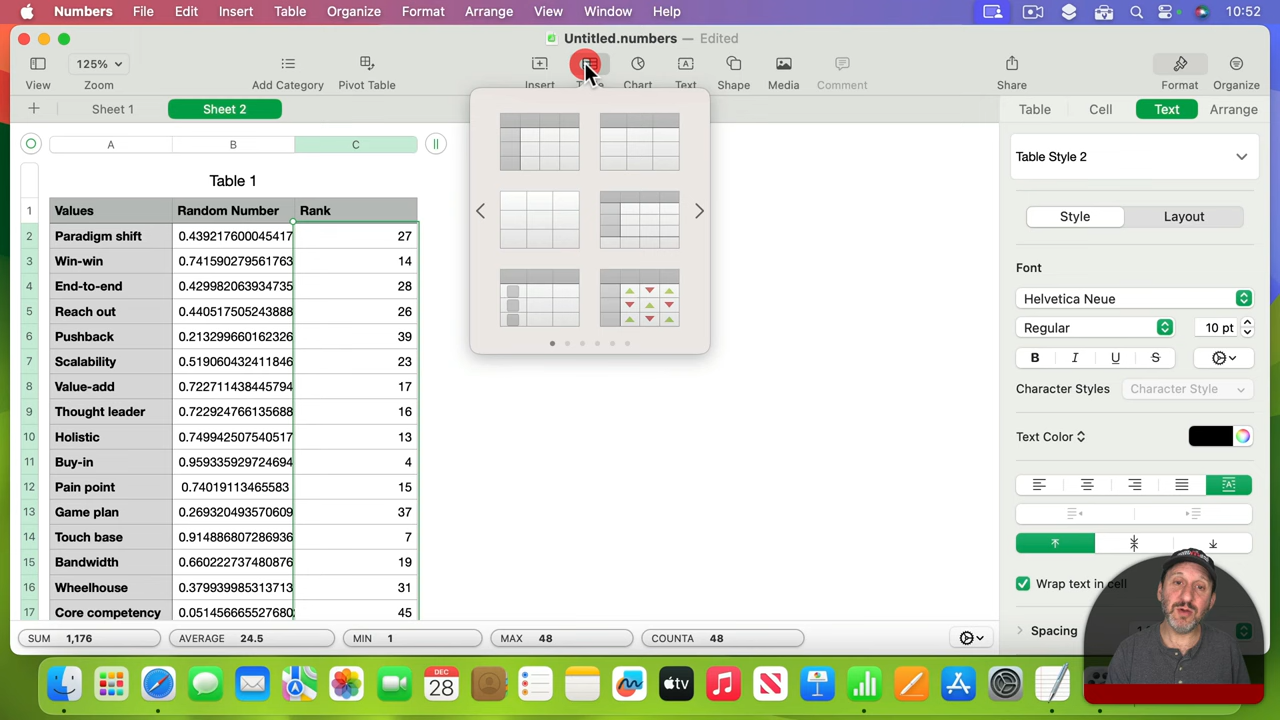 Numbers File Edit Insert Table Organize Format Arrange View Window Help 10:52
Untitled.numbers — Edited
125%
View Zoom Add Category Pivot Table Insert Table Chart Text Shape Media Comment Share Format Organize
Sheet 1 Sheet 2 Table Cell Text Arrange
A B C
Table 1
1 Values Random Number Rank
2 Paradigm shift 0.439217600045417 27
3 Win-win 0.741590279561763 14
4 End-to-end 0.429982063934735 28
5 Reach out 0.440517505243888 26
6 Pushback 0.213299660162326 39
7 Scalability 0.519060432411846 23
8 Value-add 0.722711438445794 17
9 Thought leader 0.722924766135688 16
10 Holistic 0.749942507540517 13
11 Buy-in 0.959335929724694 4
12 Pain point 0.74019113465583 15
13 Game plan 0.269320493570609 37
14 Touch base 0.914886807286936 7
15 Bandwidth 0.660222737480876 19
16 Wheelhouse 0.379939985313713 31
17 Core competency 0.051456665527680 45
SUM 1,176 AVERAGE 24.5 MIN 1 MAX 48 COUNTA 48
Table Style 2
Style Layout
Font
Helvetica Neue
Regular 10 pt
B I U S
Character Styles Character Style
Text Color
Wrap text in cell
Spacing
DEC
28
tv